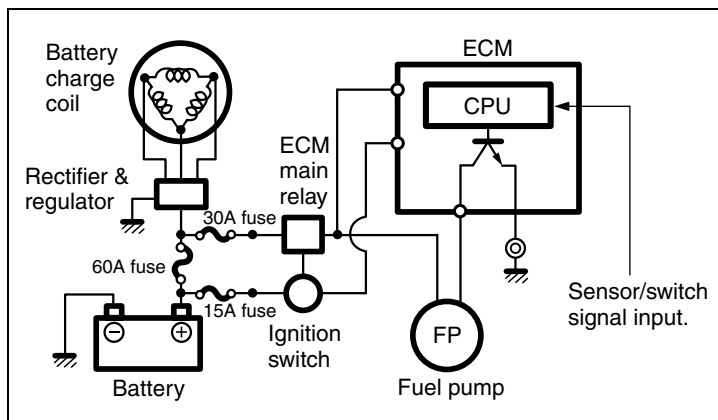 Battery
charge
coil
ECM
CPU
ECM
main
relay
Rectifier &
regulator
30A fuse
60A fuse
15A fuse
Sensor/switch
signal input.
Ignition
switch
FP
Fuel pump
− +
Battery